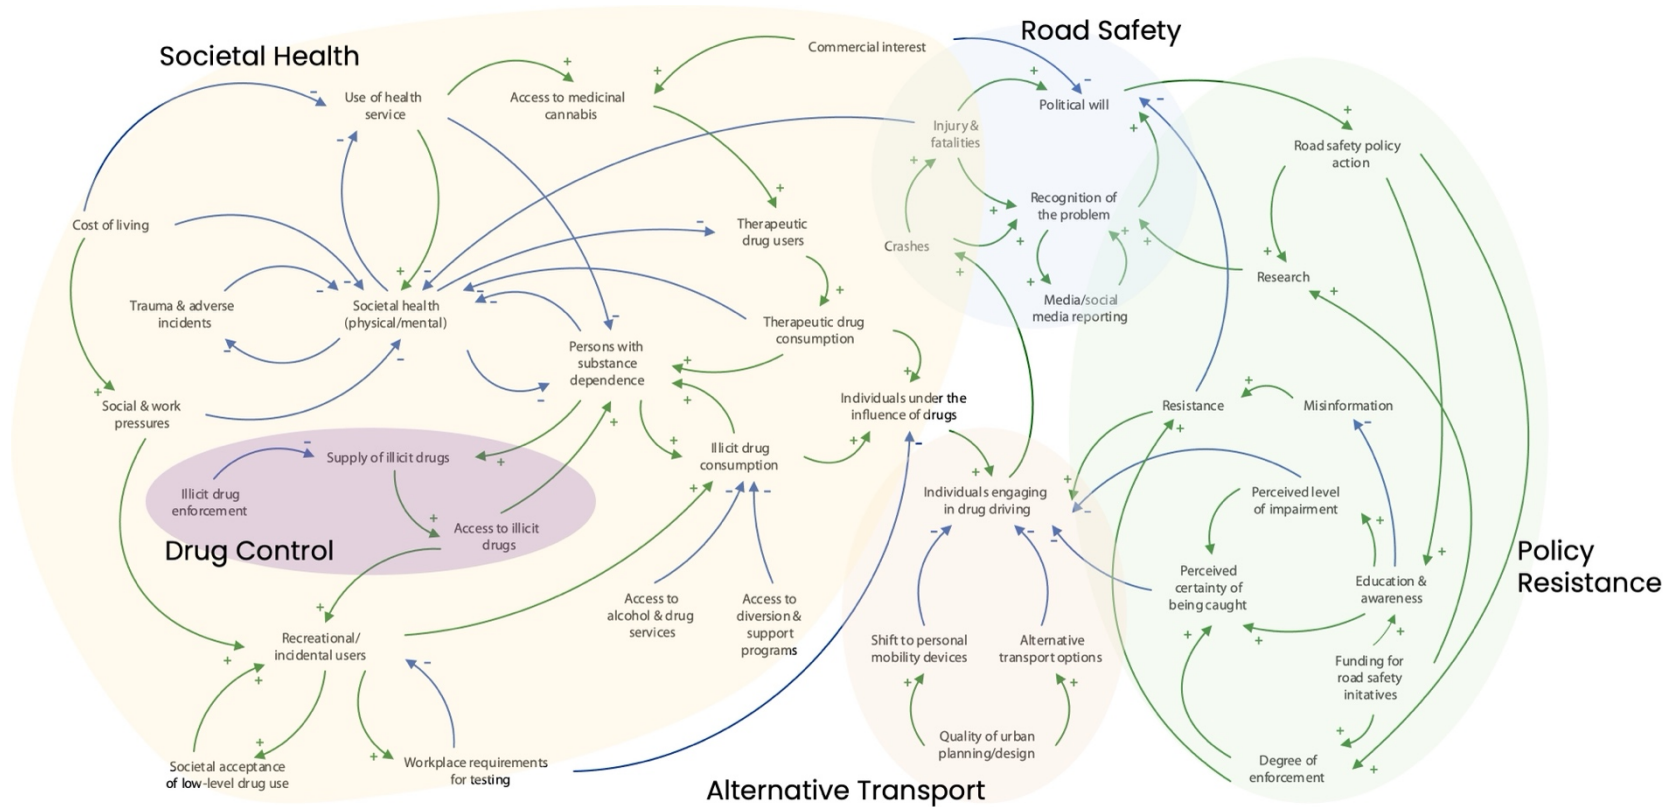 Societal Health
Road Safety
Commercial interest
Use of health
service
Access to medicinal
cannabis
Political will
Injury &
fatalities
Road safety policy
action
Cost of living
Therapeutic
drug users
Recognition of
the problem
Crashes
Research
Trauma & adverse
incidents
Societal health
(physical/mental)
Media/social
media reporting
Therapeutic drug
consumption
Persons with
substance
dependence
Social & work
pressures
Individuals under the
influence of drugs
Resistance
Misinformation
Supply of illicit drugs
Illicit drug
consumption
Illicit drug
enforcement
Individuals engaging
in drug driving
Perceived level
of impairment
Access to illicit
drugs
Drug Control
Policy
Resistance
Perceived
certainty of
being caught
Education &
awareness
Access to
alcohol & drug
services
Access to
diversion &
support
programs
Recreational/
incidental users
Shift to personal
mobility devices
Alternative
transport options
Funding for
road safety
initatives
Societal acceptance
of low-level drug use
Workplace requirements
for testing
Quality of urban
planning/design
Degree of
enforcement
Alternative Transport